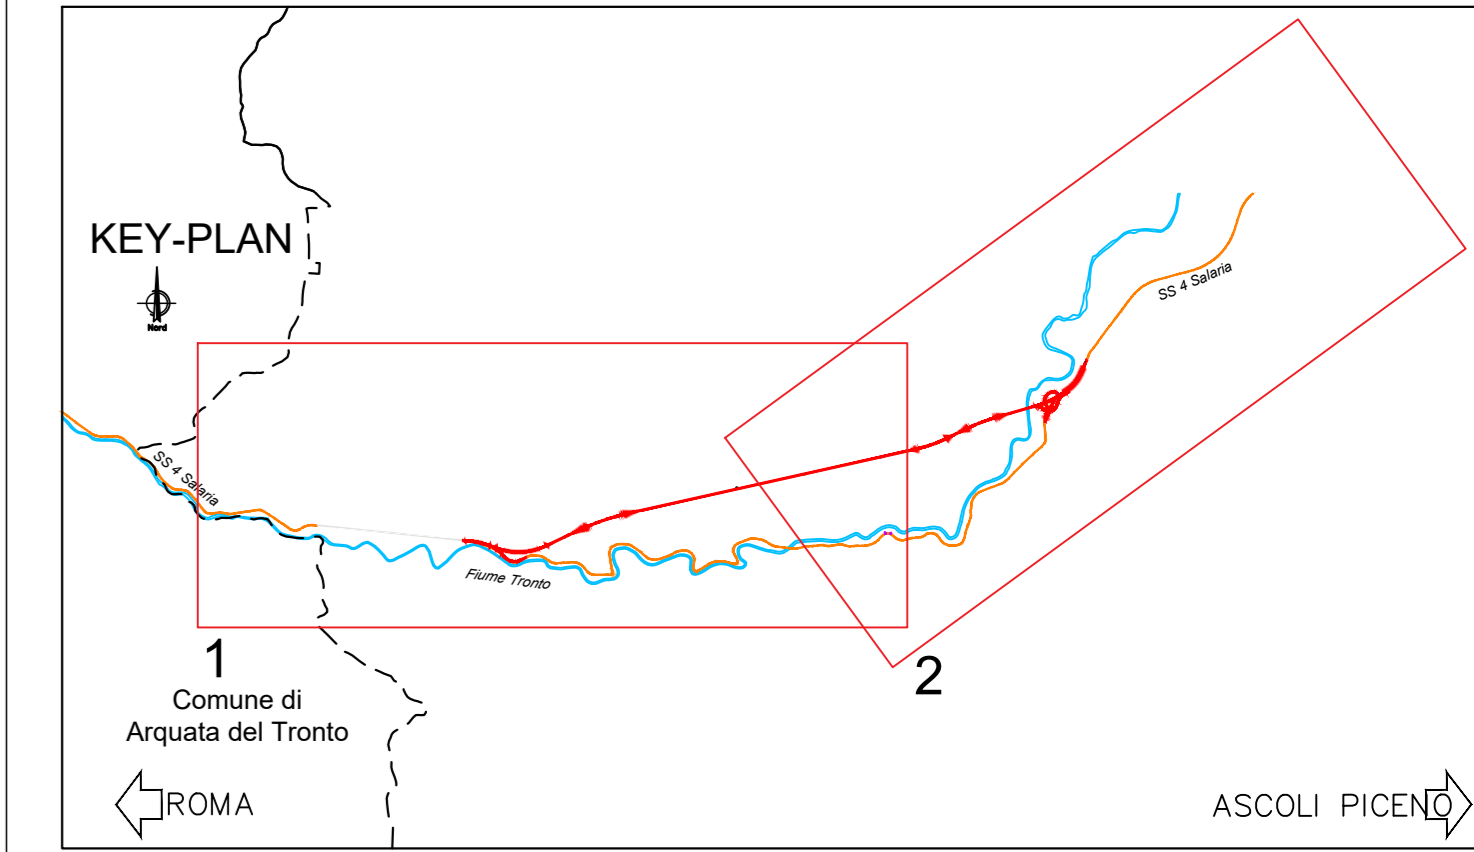 KEY-PLAN
Nord
SS 4 Salaria
SS 4 Salaria
Fiume Tronto
1
2
Comune di
Arquata del Tronto
ROMA
ASCOLI PICENO